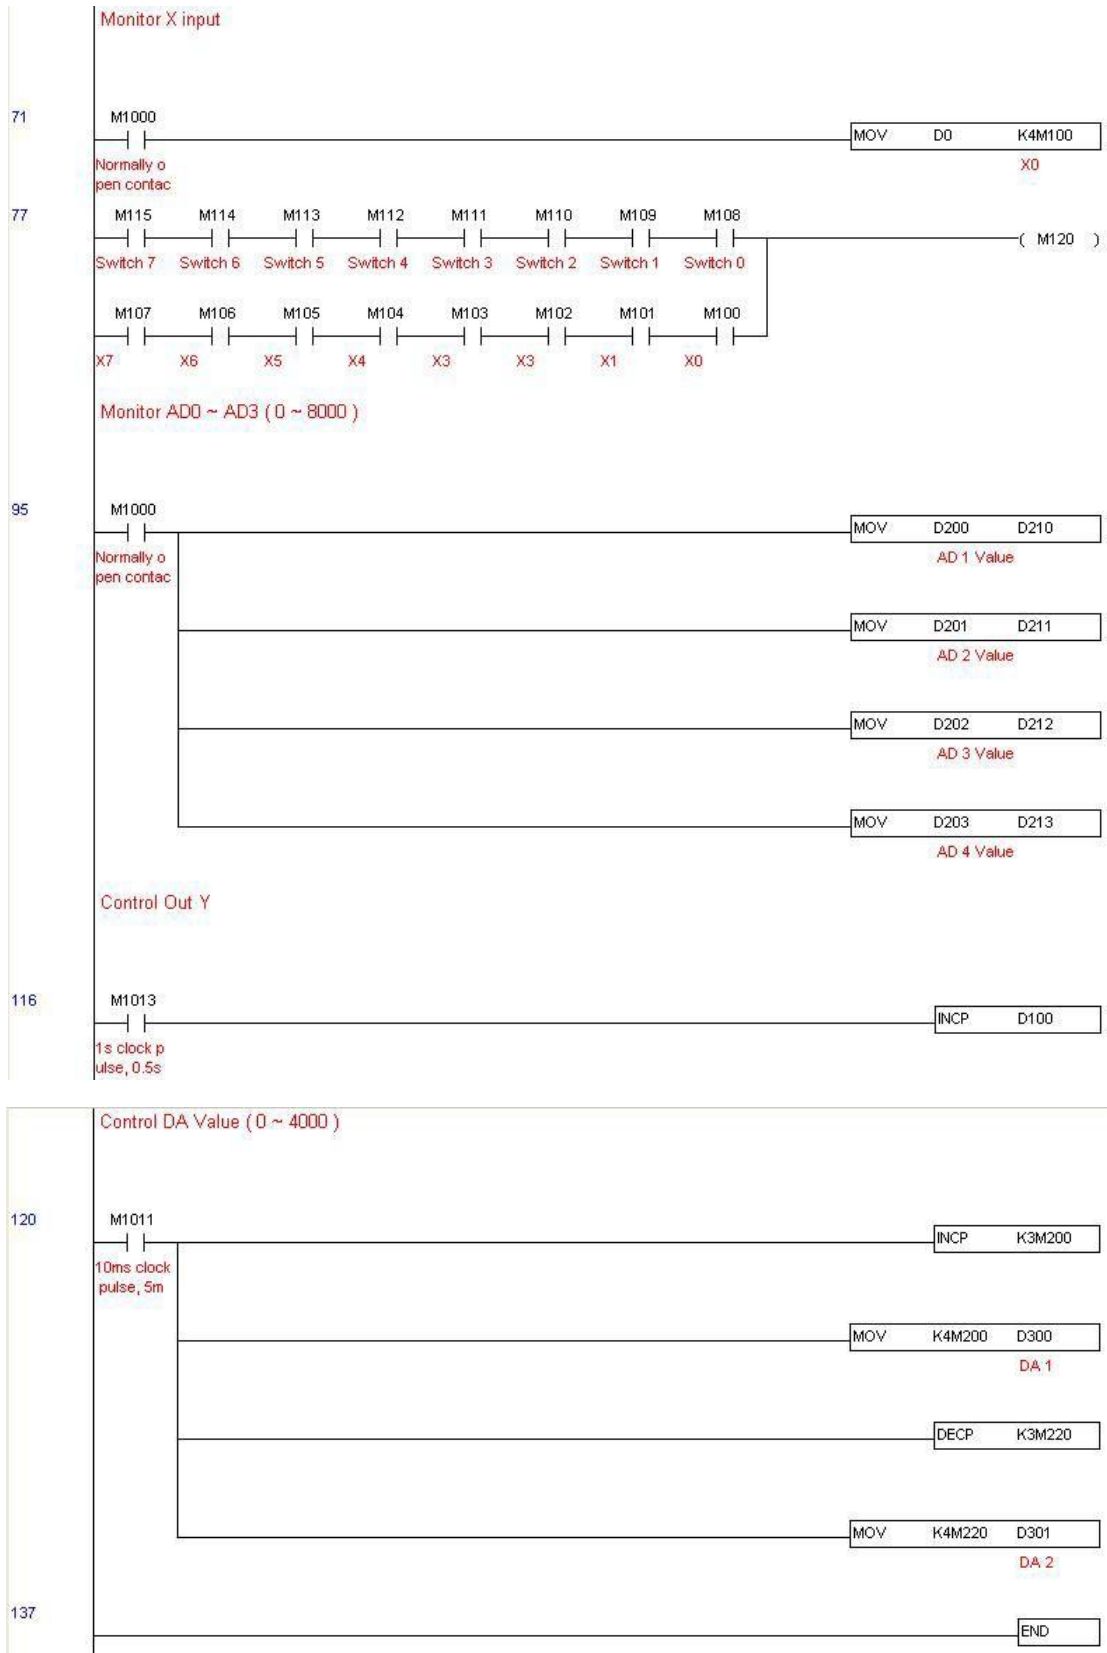 Monitor X input
71
M1000
MOV D0 K4M100
Normally o
pen contac
X0
77
M115 M114 M113 M112 M111 M110 M109 M108
( M120 )
Switch 7 Switch 6 Switch 5 Switch 4 Switch 3 Switch 2 Switch 1 Switch 0
M107 M106 M105 M104 M103 M102 M101 M100
X7 X6 X5 X4 X3 X3 X1 X0
Monitor AD0 ~ AD3 ( 0 ~ 8000 )
95
M1000
MOV D200 D210
Normally o
pen contac
AD 1 Value
MOV D201 D211
AD 2 Value
MOV D202 D212
AD 3 Value
MOV D203 D213
AD 4 Value
Control Out Y
116
M1013
INCP D100
1s clock p
ulse, 0.5s
Control DA Value ( 0 ~ 4000 )
120
M1011
INCP K3M200
10ms clock
pulse, 5m
MOV K4M200 D300
DA 1
DECP K3M220
MOV K4M220 D301
DA 2
137
END